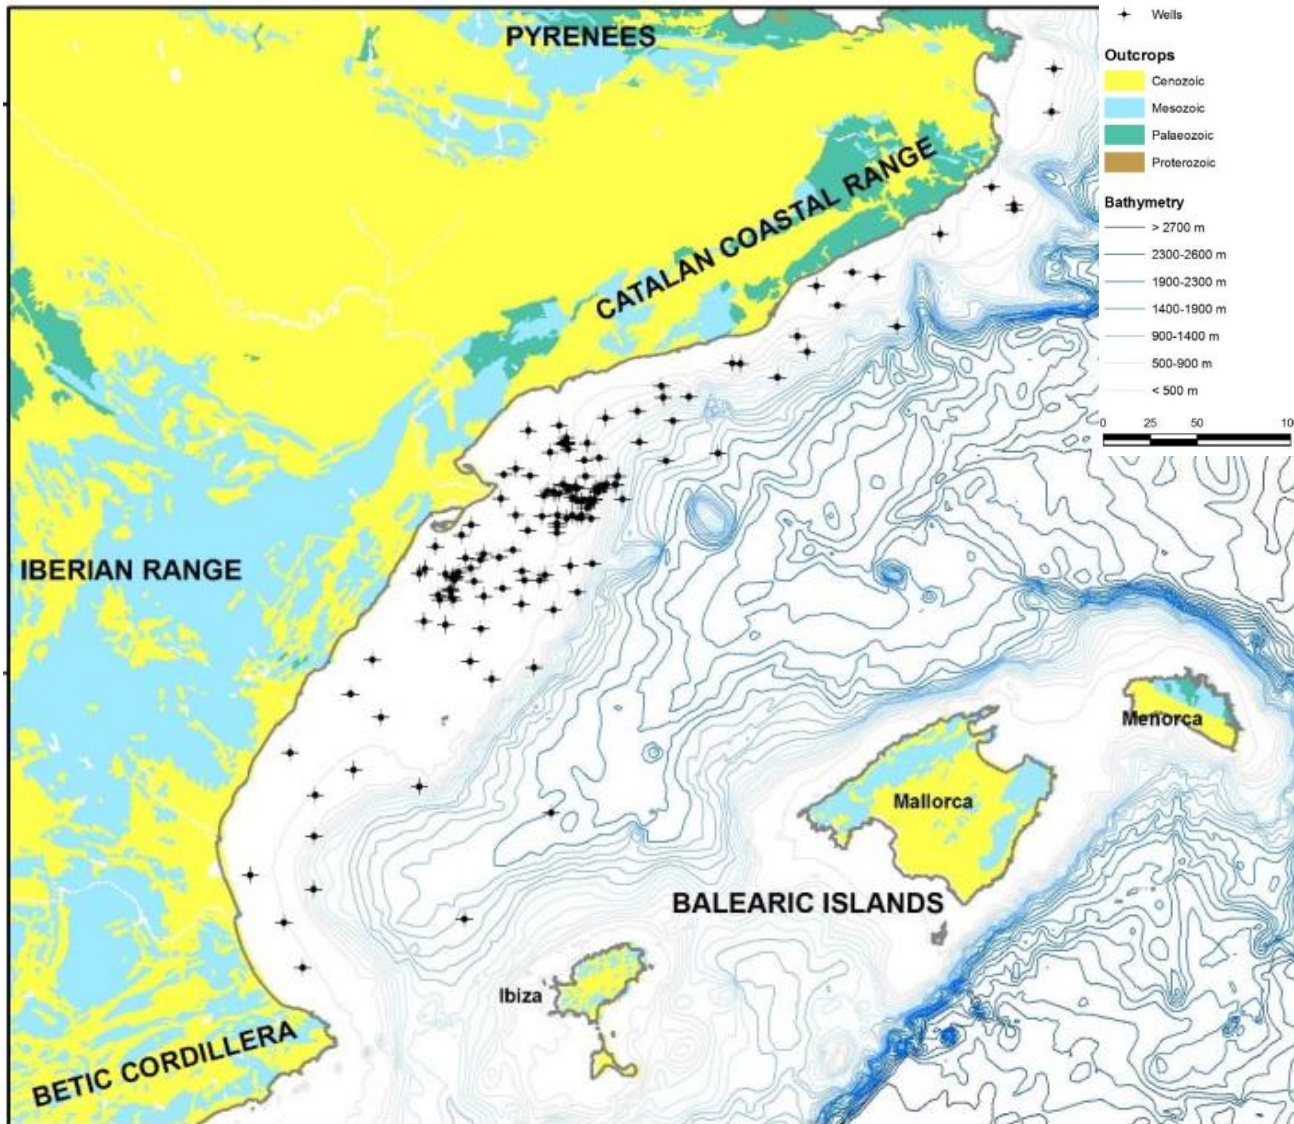 PYRENEES
CATALAN COASTAL RANGE
IBERIAN RANGE
Menorca
Mallorca
BALEARIC ISLANDS
Ibiza
BETIC CORDILLERA
Wells
Outcrops
Cenozoic
Mesozoic
Palaeozoic
Proterozoic
Bathymetry
> 2700 m
2300-2600 m
1900-2300 m
1400-1900 m
900-1400 m
500-900 m
< 500 m
0 25 50 10